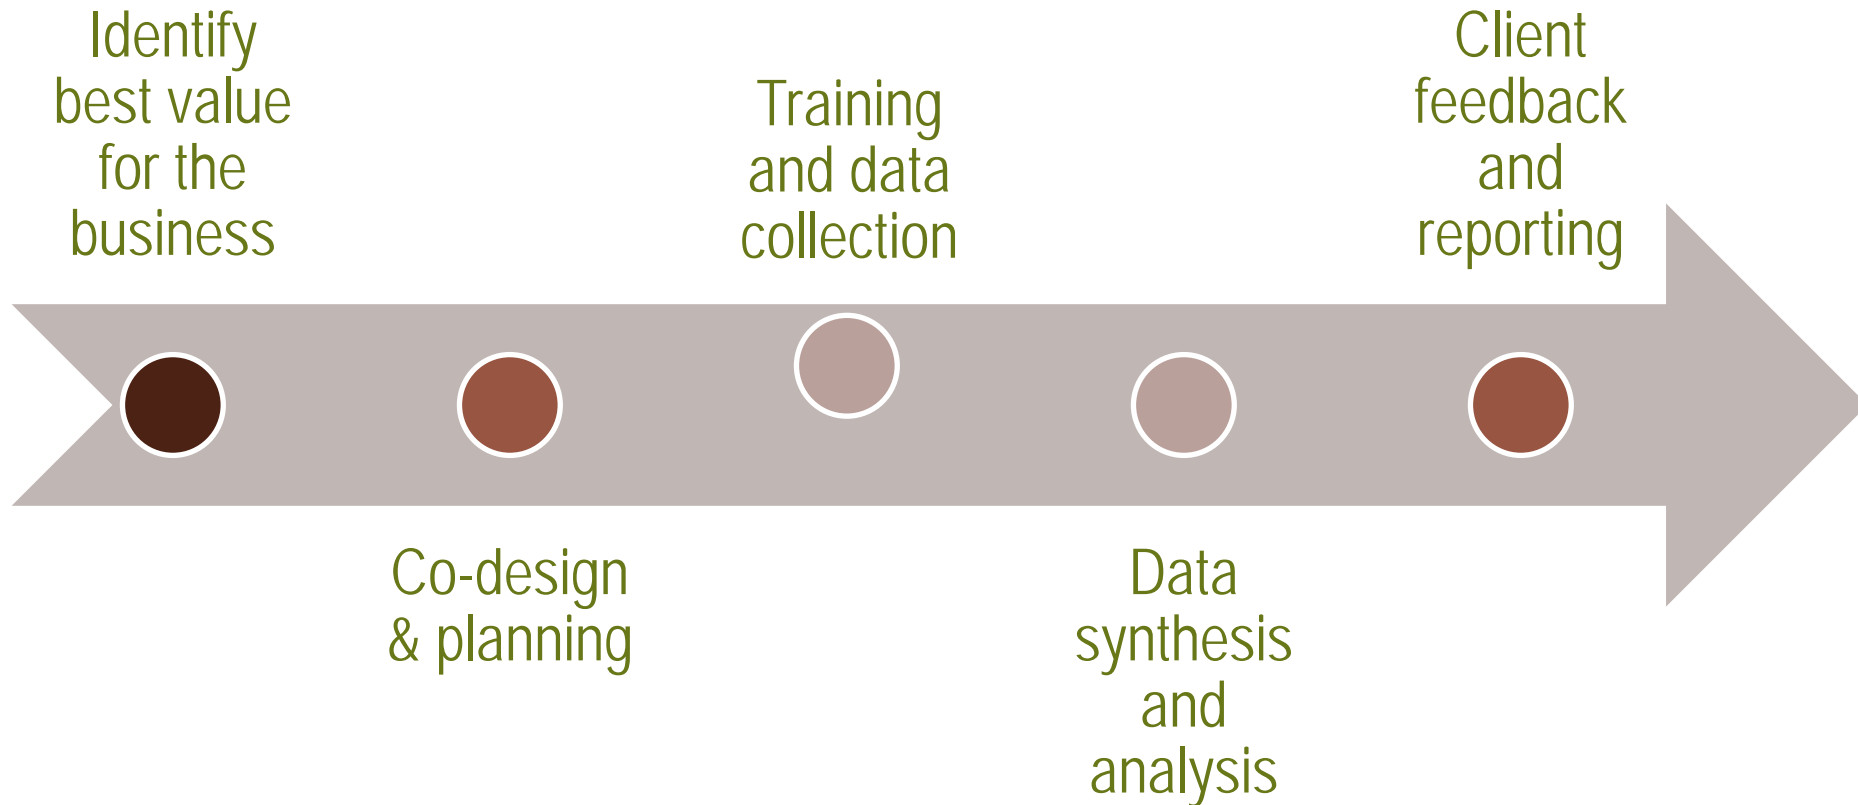 Identify
best value
for the
business
Co-design
& planning
Training
and data
collection
Data
synthesis
and
analysis
Client
feedback
and
reporting